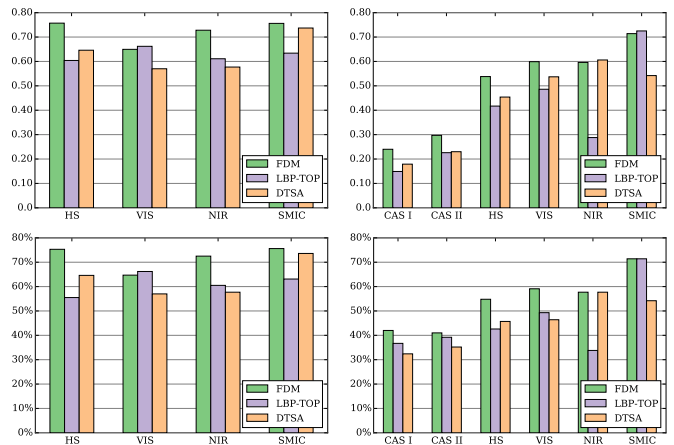 0.80
0.70
0.60
0.50
0.40
0.30
0.20
0.10
0.0
HS VIS NIR SMIC
FDM
LBP-TOP
DTSA
0.80
0.70
0.60
0.50
0.40
0.30
0.20
0.10
0.0
CAS I CAS II HS VIS NIR SMIC
FDM
LBP-TOP
DTSA
80%
70%
60%
50%
40%
30%
20%
10%
0%
HS VIS NIR SMIC
FDM
LBP-TOP
DTSA
80%
70%
60%
50%
40%
30%
20%
10%
0%
CAS I CAS II HS VIS NIR SMIC
FDM
LBP-TOP
DTSA